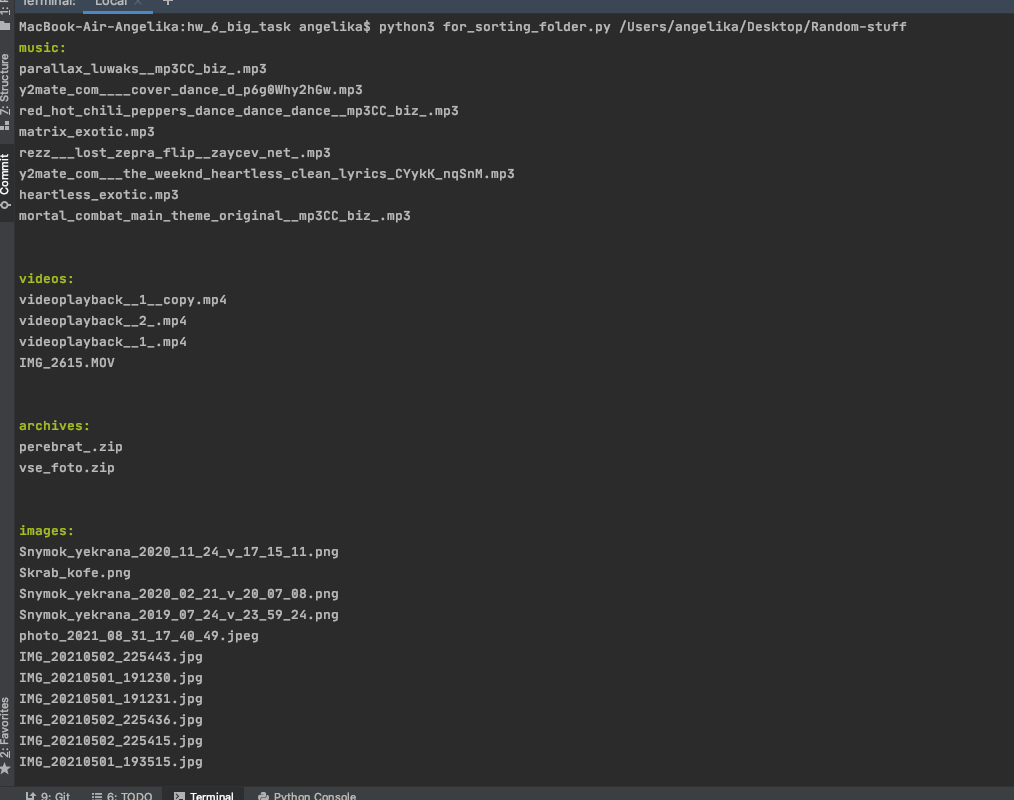 Terminal: Local × +
MacBook-Air-Angelika:hw_6_big_task angelika$ python3 for_sorting_folder.py /Users/angelika/Desktop/Random-stuff
music:
parallax_luwaks__mp3CC_biz_.mp3
y2mate_com____cover_dance_d_p6g0Why2hGw.mp3
red_hot_chili_peppers_dance_dance_dance__mp3CC_biz_.mp3
matrix_exotic.mp3
rezz___lost_zepra_flip__zaycev_net_.mp3
y2mate_com___the_weeknd_heartless_clean_lyrics_CYykK_nqSnM.mp3
heartless_exotic.mp3
mortal_combat_main_theme_original__mp3CC_biz_.mp3
videos:
videoplayback__1__copy.mp4
videoplayback__2_.mp4
videoplayback__1_.mp4
IMG_2615.MOV
archives:
perebrat_.zip
vse_foto.zip
images:
Snymok_yekrana_2020_11_24_v_17_15_11.png
Skrab_kofe.png
Snymok_yekrana_2020_02_21_v_20_07_08.png
Snymok_yekrana_2019_07_24_v_23_59_24.png
photo_2021_08_31_17_40_49.jpeg
IMG_20210502_225443.jpg
IMG_20210501_191230.jpg
IMG_20210501_191231.jpg
IMG_20210502_225436.jpg
IMG_20210502_225415.jpg
IMG_20210501_193515.jpg
7: Structure
Commit
2: Favorites
9: Git 6: TODO Terminal Python Console